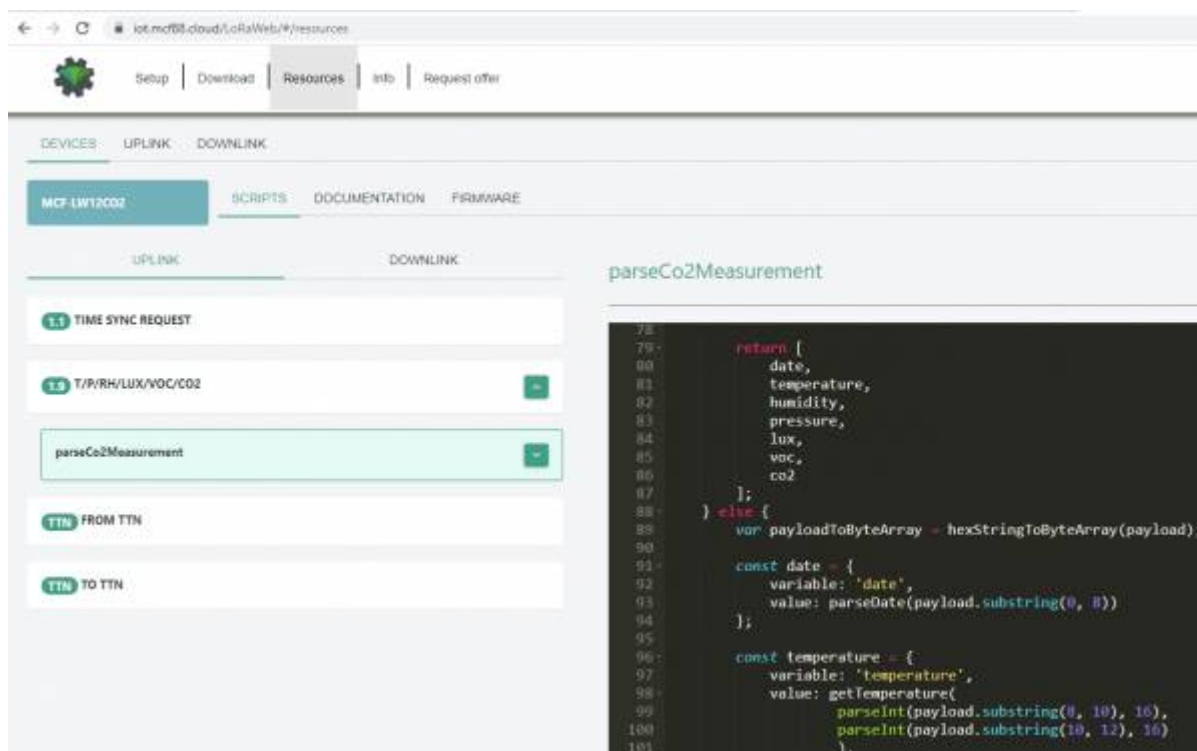 iot.mcf88.cloud/LoRaWeb/#/resources
Setup Download Resources Info Request offer
DEVICES UPLINK DOWNLINK
MCF-LW12CO2 SCRIPTS DOCUMENTATION FIRMWARE
UPLINK DOWNLINK
1.1 TIME SYNC REQUEST
1.9 T/P/RH/LUX/VOC/CO2
parseCo2Measurement
TTN FROM TTN
TTN TO TTN
parseCo2Measurement
78
79 return [
80 date,
81 temperature,
82 humidity,
83 pressure,
84 lux,
85 voc,
86 co2
87 ];
88 } else {
89 var payloadToByteArray = hexStringToByteArray(payload)
90
91 const date = {
92 variable: 'date',
93 value: parseDate(payload.substring(0, 8))
94 };
95
96 const temperature = {
97 variable: 'temperature',
98 value: getTemperature(
99 parseInt(payload.substring(8, 10), 16),
100 parseInt(payload.substring(10, 12), 16)
101 )